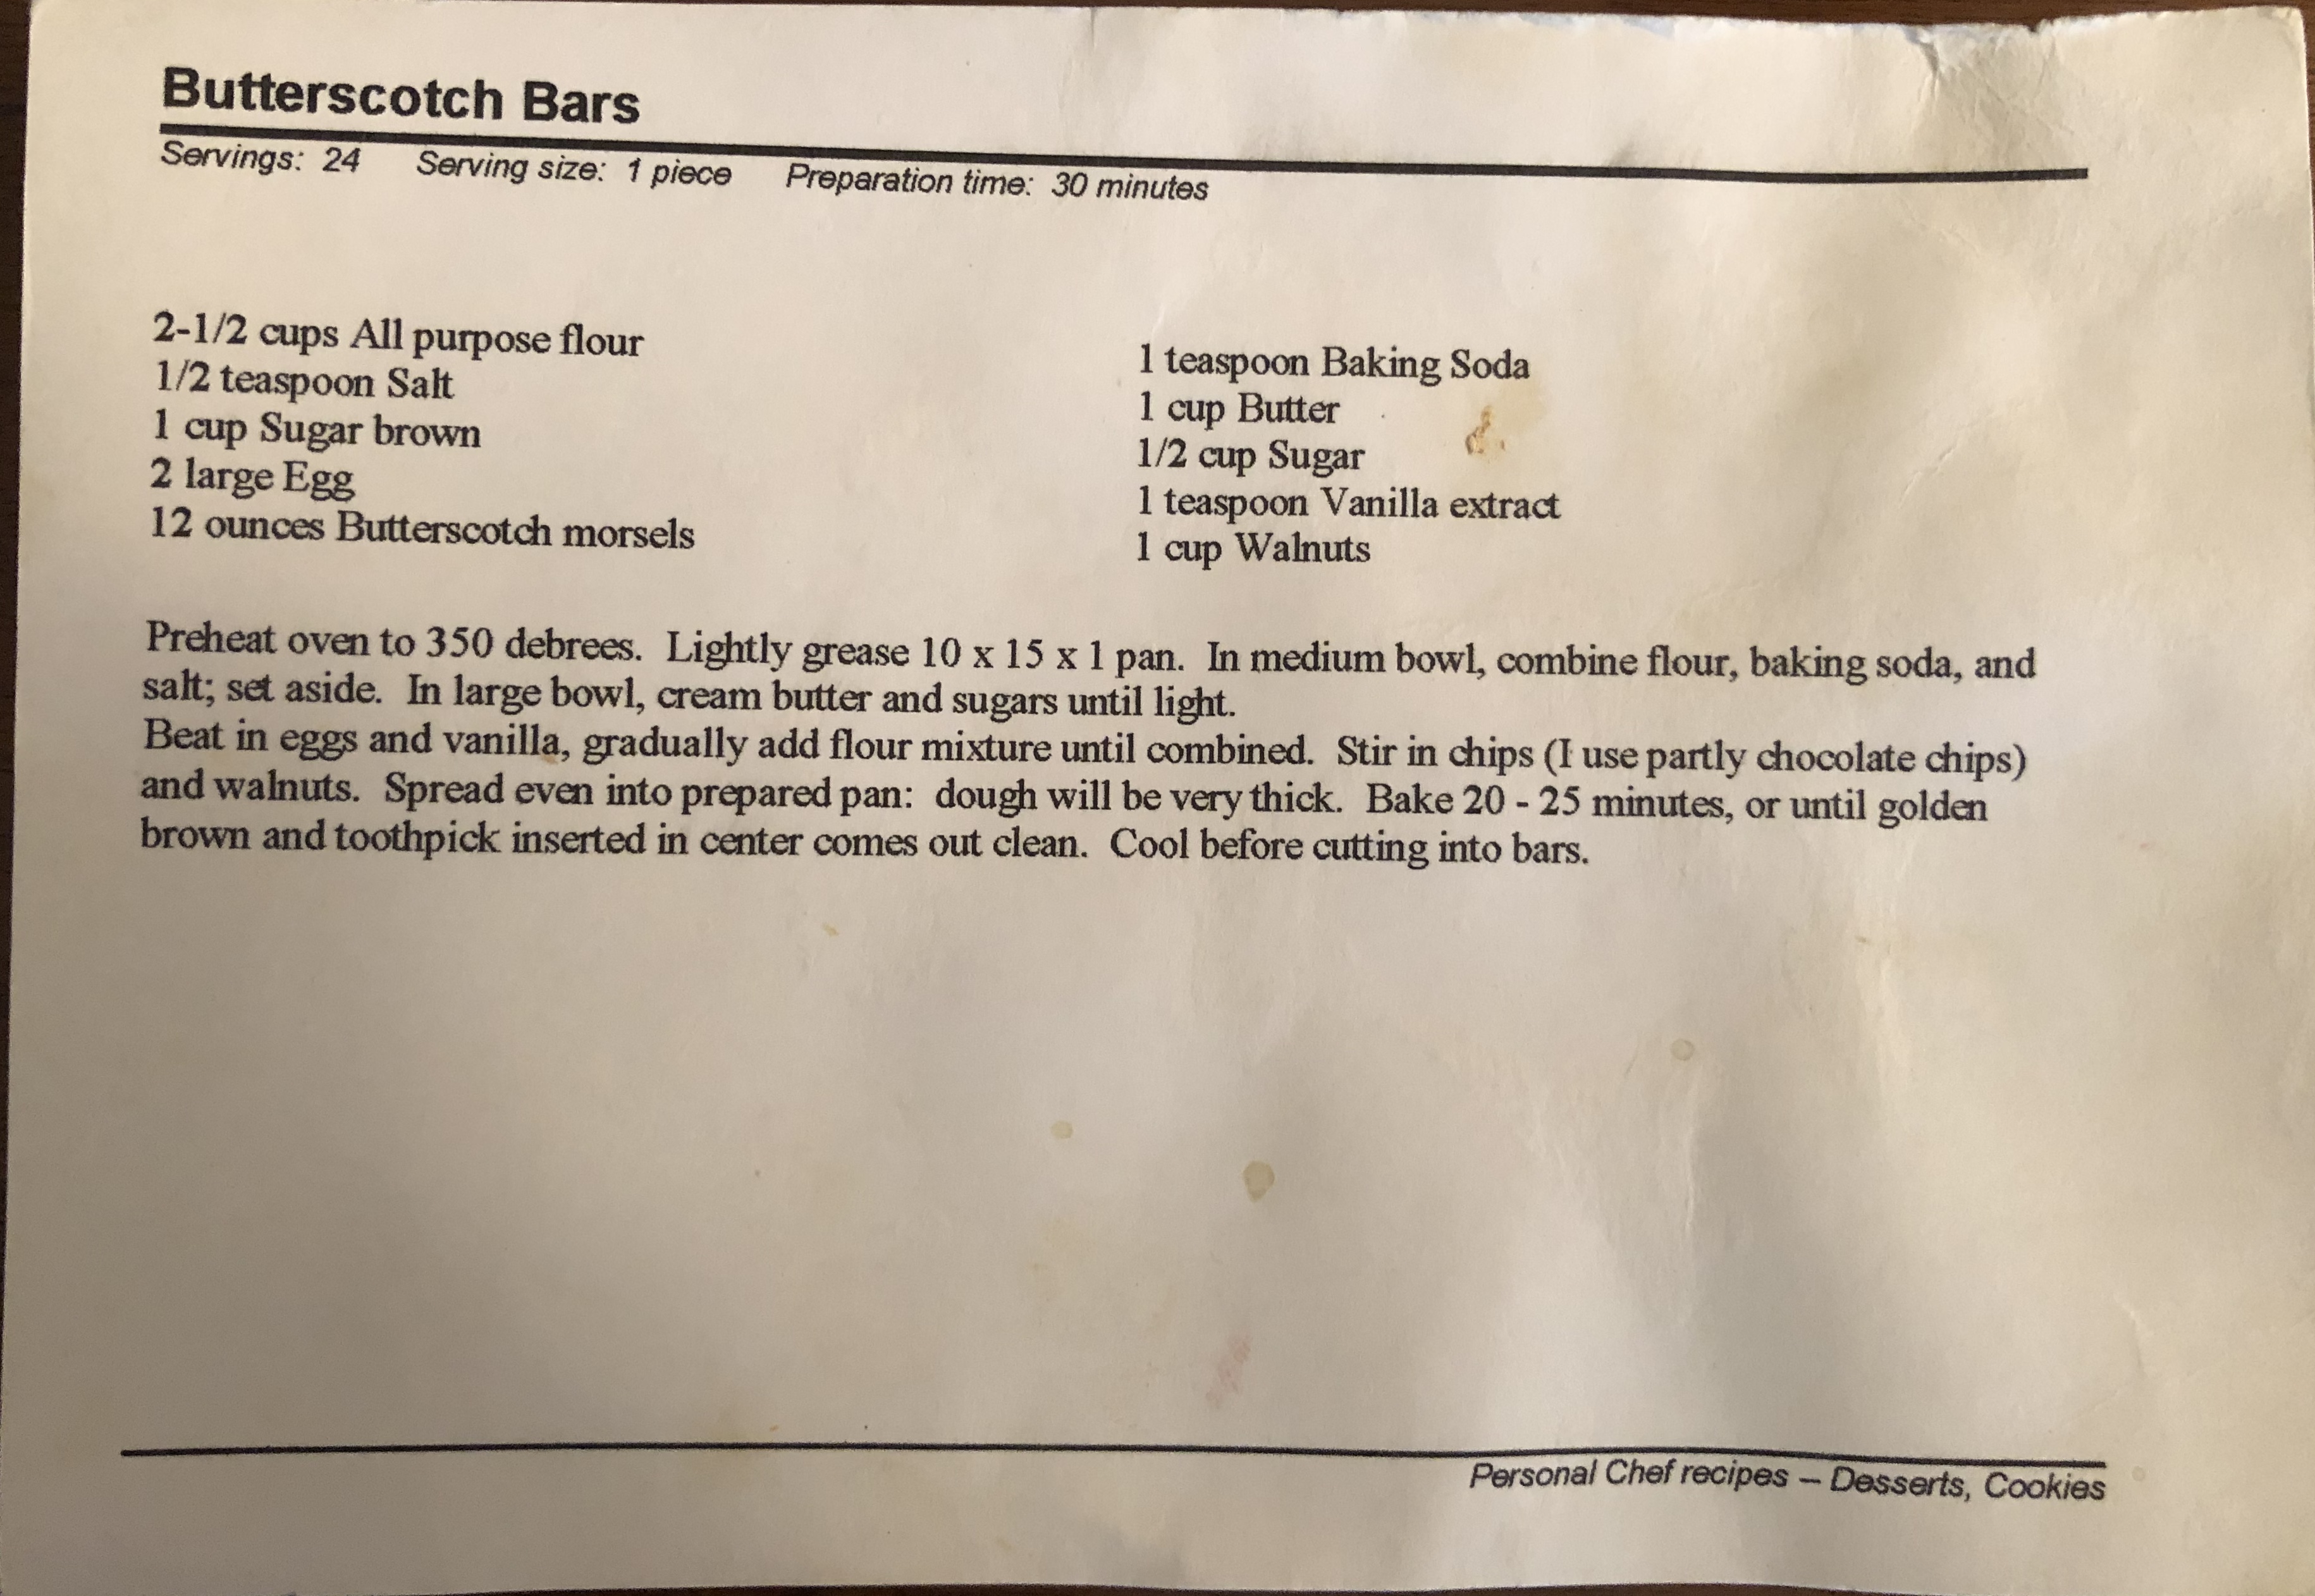 Butterscotch Bars
Servings: 24 Serving size: 1 piece Preparation time: 30 minutes
2-1/2 cups All purpose flour
1/2 teaspoon Salt
1 cup Sugar brown
2 large Egg
12 ounces Butterscotch morsels
1 teaspoon Baking Soda
1 cup Butter
1/2 cup Sugar
1 teaspoon Vanilla extract
1 cup Walnuts
Preheat oven to 350 debrees. Lightly grease 10 x 15 x 1 pan. In medium bowl, combine flour, baking soda, and
salt; set aside. In large bowl, cream butter and sugars until light.
Beat in eggs and vanilla, gradually add flour mixture until combined. Stir in chips (I use partly chocolate chips)
and walnuts. Spread even into prepared pan: dough will be very thick. Bake 20 - 25 minutes, or until golden
brown and toothpick inserted in center comes out clean. Cool before cutting into bars.
Personal Chef recipes – Desserts, Cookies